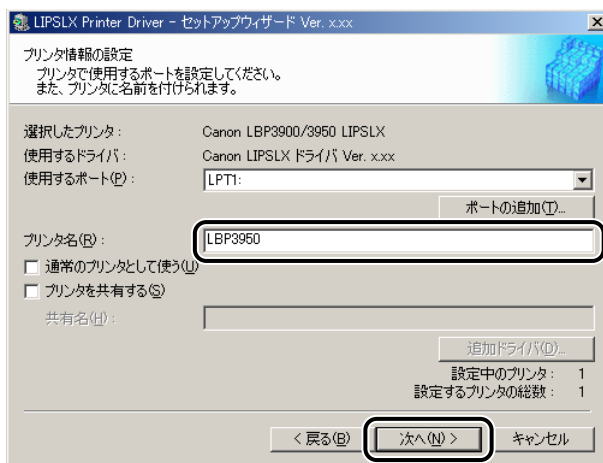 LIPSLX Printer Driver - セットアップウィザード Ver. x.xx
プリンタ情報の設定
プリンタで使用するポートを設定してください。
また、プリンタに名前を付けられます。
選択したプリンタ： Canon LBP3900/3950 LIPSLX
使用するドライバ： Canon LIPSLX ドライバ Ver. x.xx
使用するポート(P)： LPT1:
ポートの追加(T)...
プリンタ名(R)： LBP3950
通常のプリンタとして使う(U)
プリンタを共有する(S)
共有名(H)：
追加ドライバ(D)...
設定中のプリンタ： 1
設定するプリンタの総数： 1
< 戻る(B) 次へ(N) > キャンセル